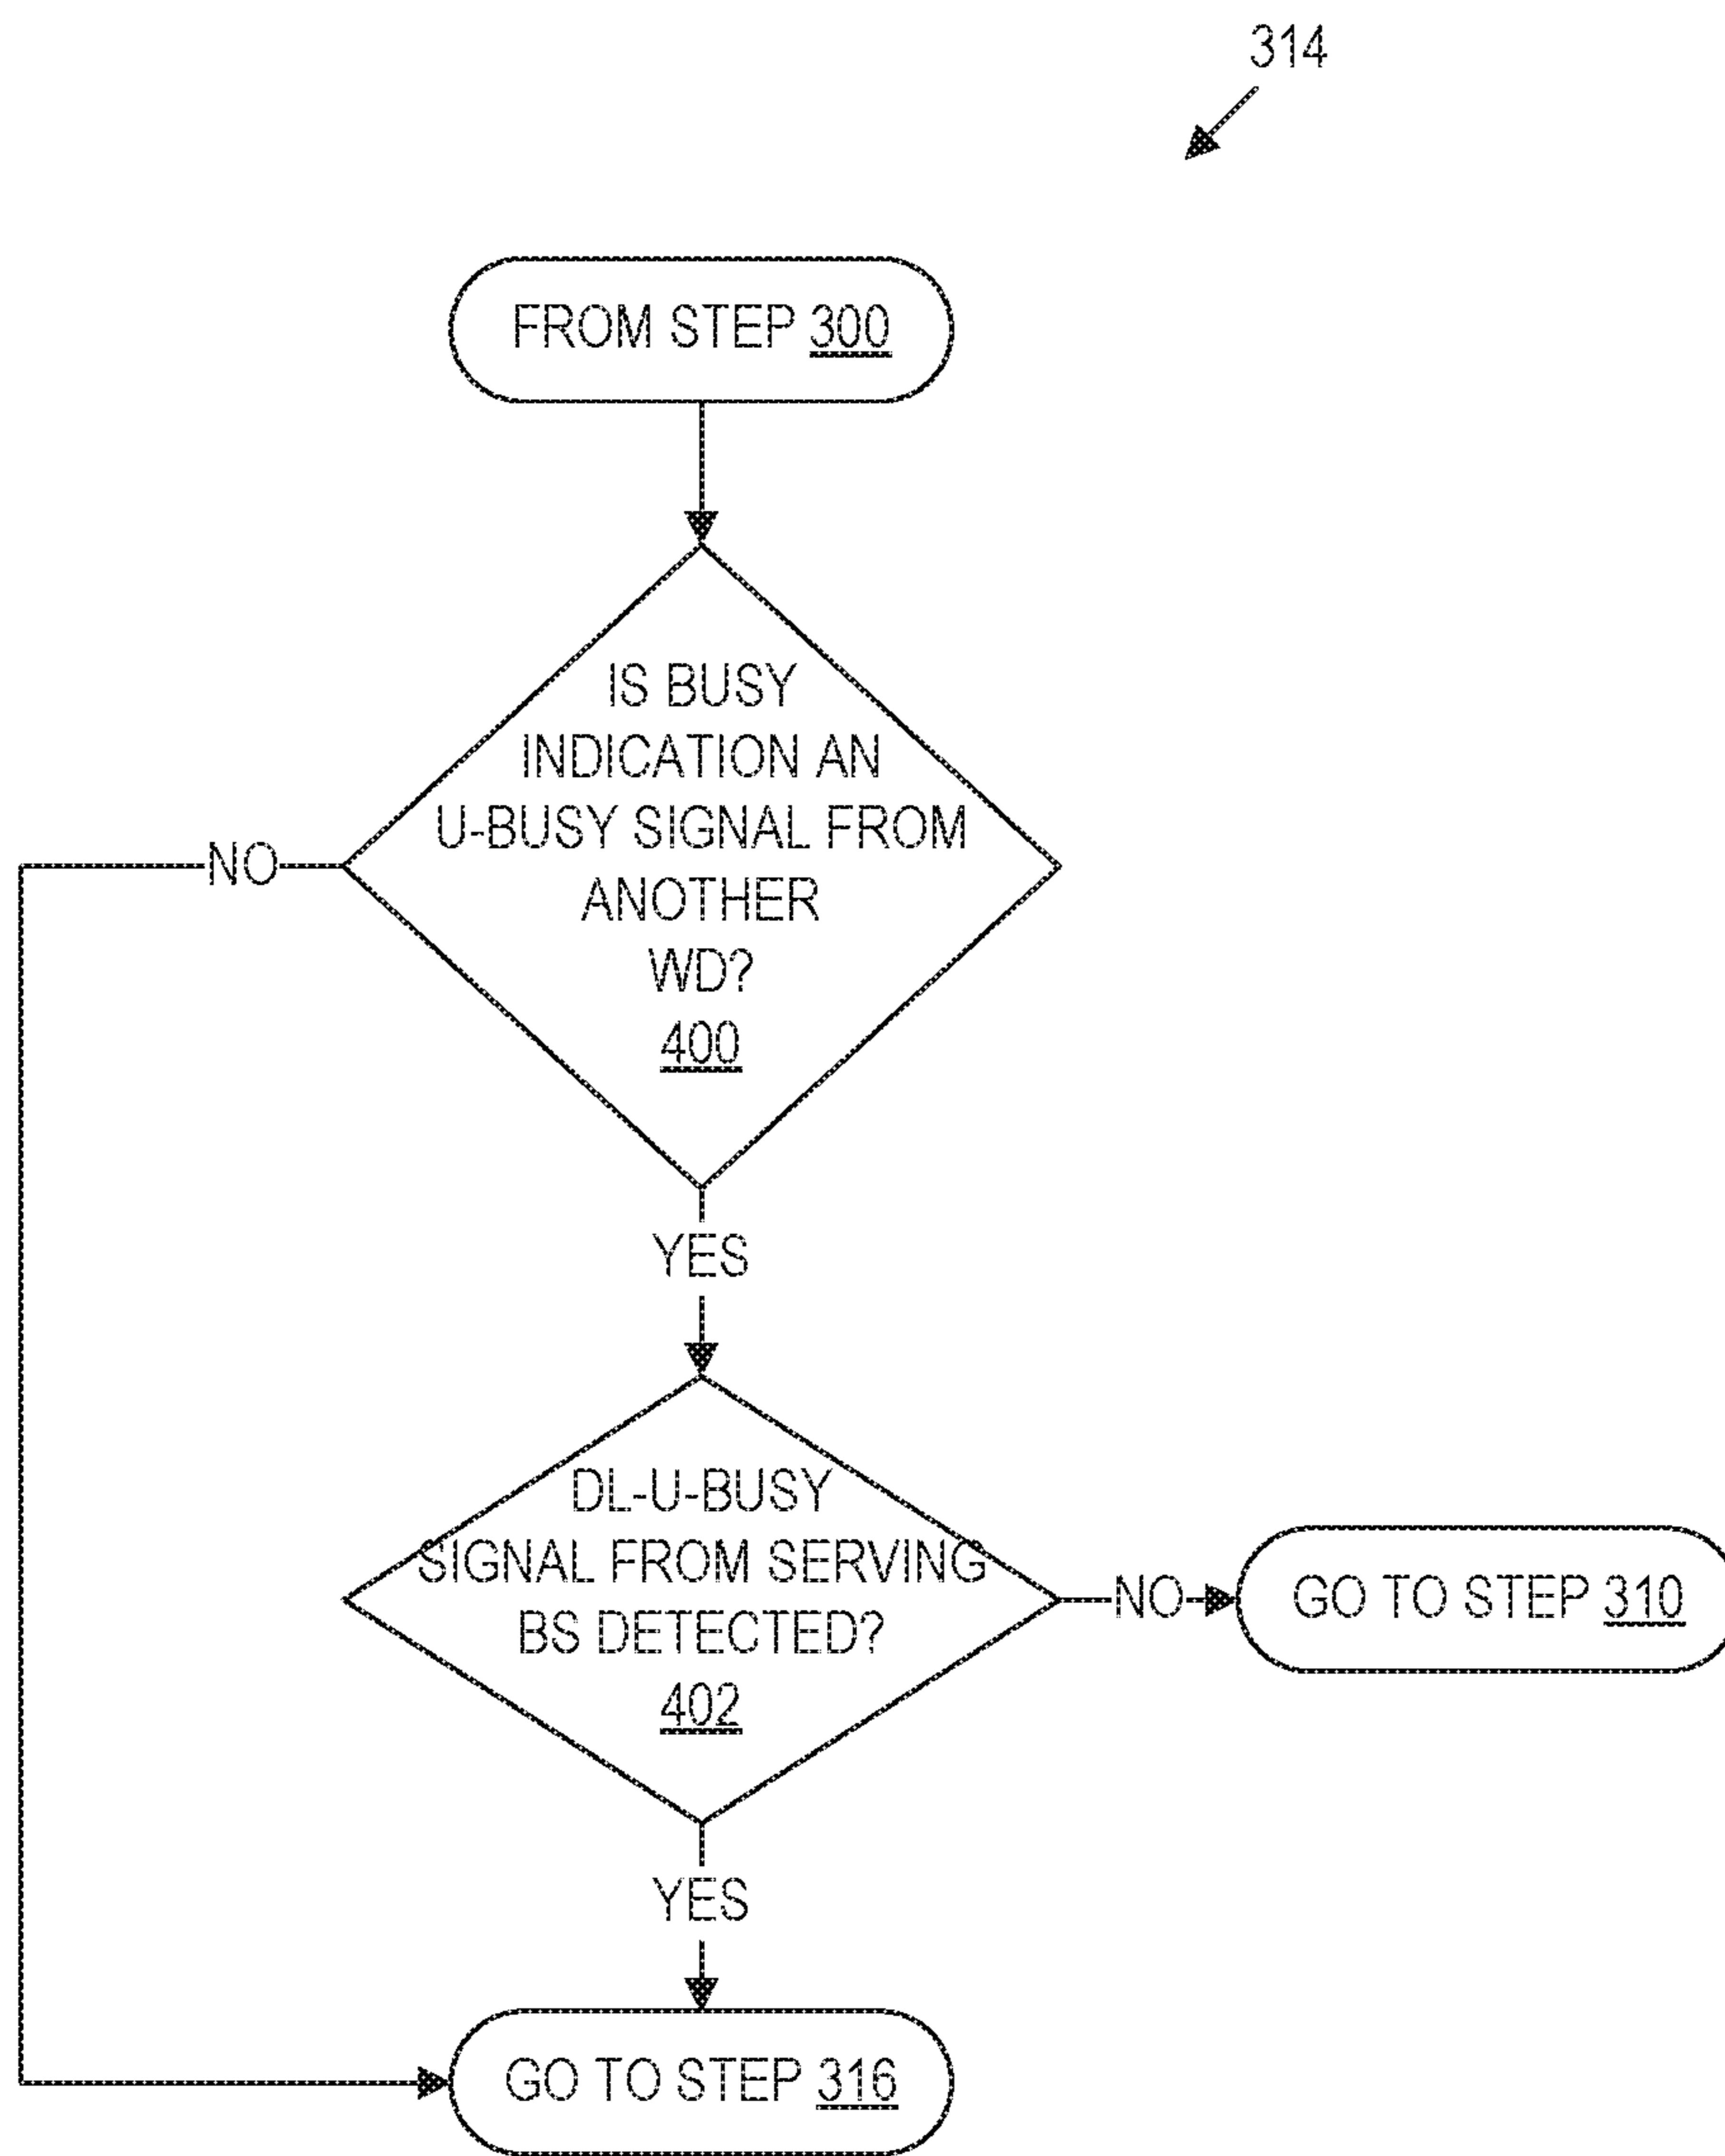 314
FROM STEP 300
IS BUSY
INDICATION AN
U-BUSY SIGNAL FROM
ANOTHER
WD?
400
NO
YES
DL-U-BUSY
SIGNAL FROM SERVING
BS DETECTED?
402
NO
GO TO STEP 310
YES
GO TO STEP 316